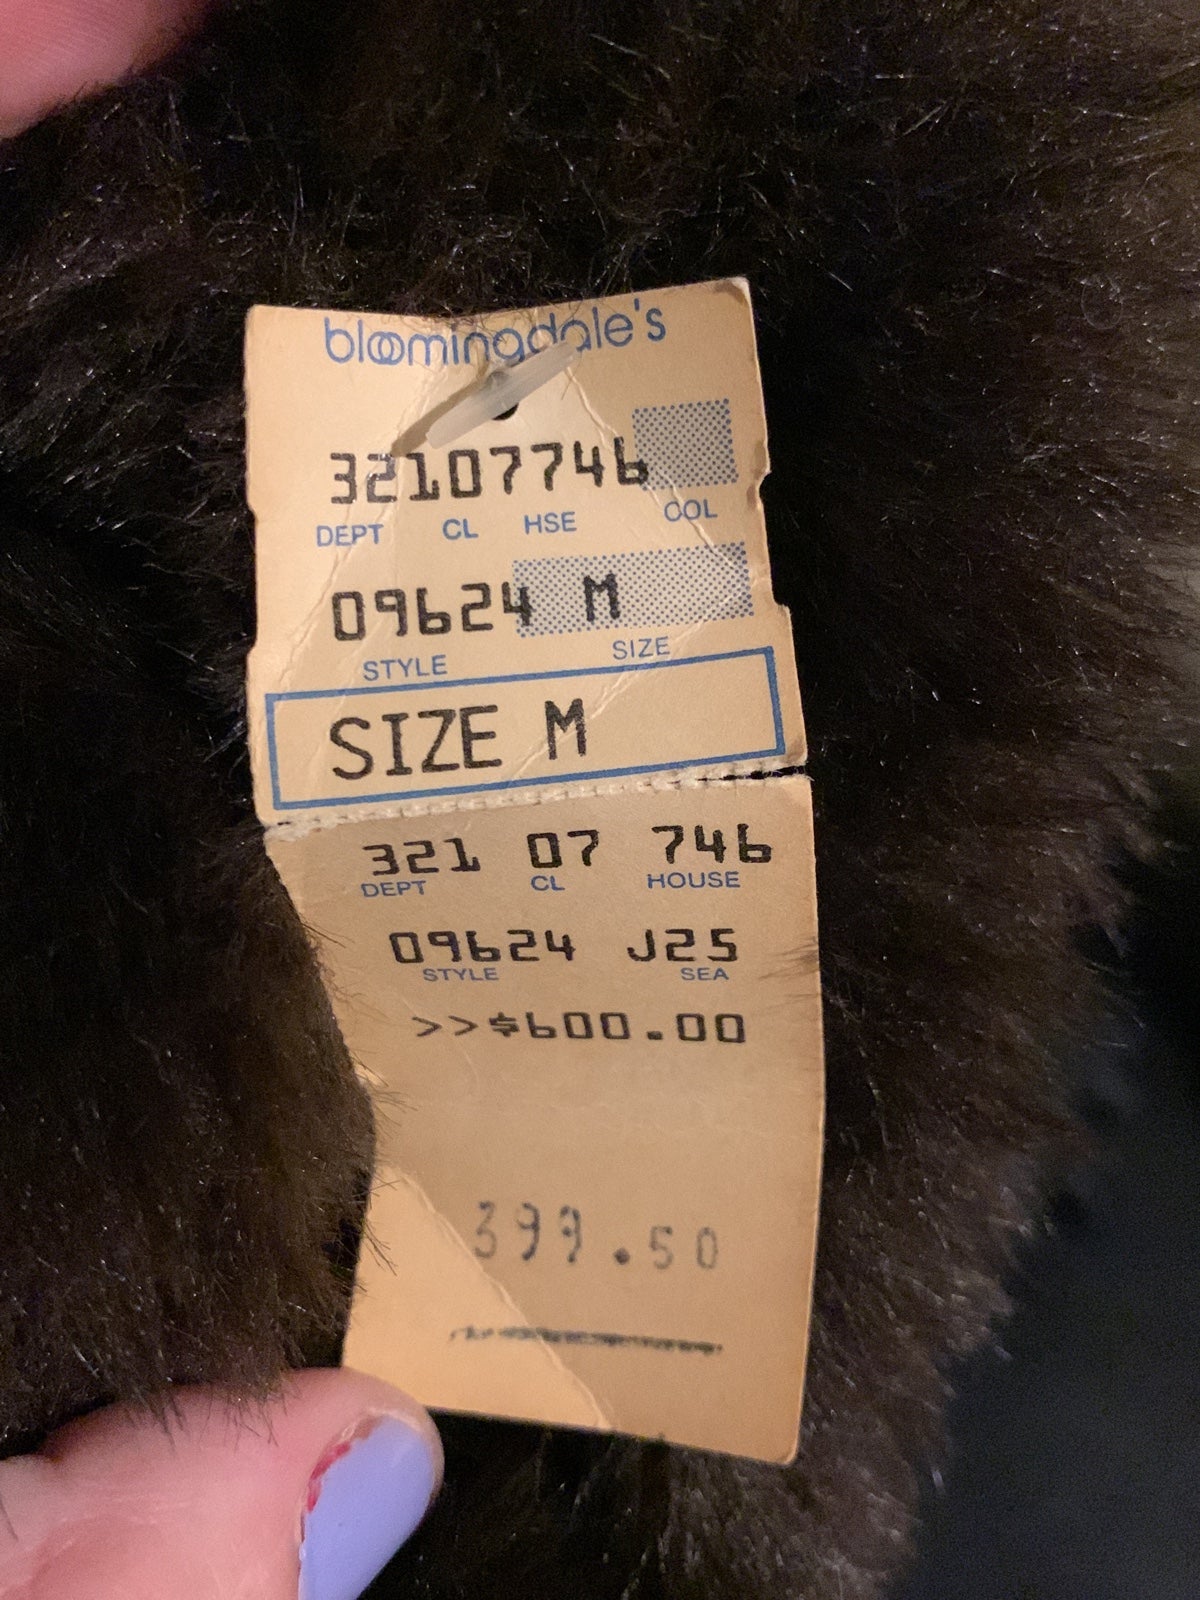 bloomingdale's
32107746
DEPT CL HSE COL
09624 M
STYLE SIZE
SIZE M
321 07 746
DEPT CL HOUSE
09624 J25
STYLE SEA
>>$600.00
399.50